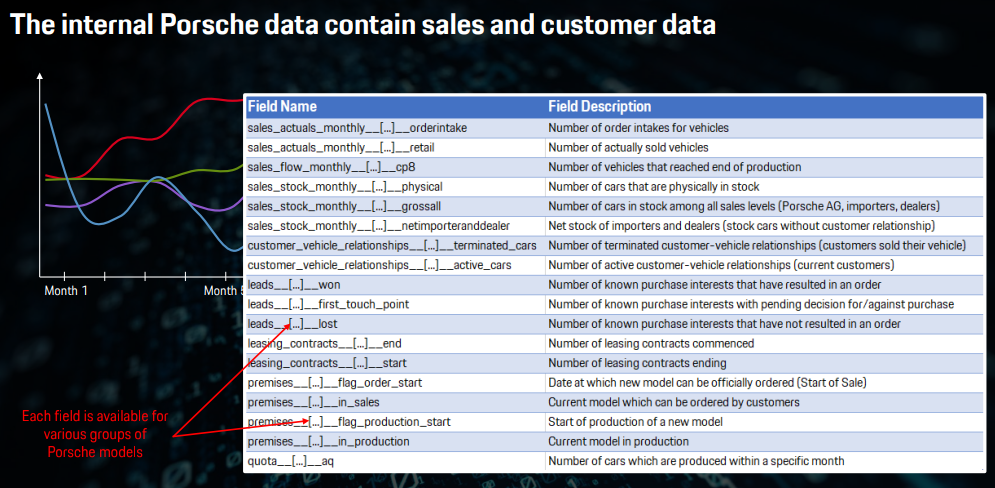 The internal Porsche data contain sales and customer data
Field Name Field Description
sales_actuals_monthly__[...]__orderintake Number of order intakes for vehicles
sales_actuals_monthly__[...]__retail Number of actually sold vehicles
sales_flow_monthly__[...]__cp8 Number of vehicles that reached end of production
sales_stock_monthly__[...]__physical Number of cars that are physically in stock
sales_stock_monthly__[...]__grossall Number of cars in stock among all sales levels (Porsche AG, importers, dealers)
sales_stock_monthly__[...]__netimporteranddealer Net stock of importers and dealers (stock cars without customer relationship)
customer_vehicle_relationships__[...]__terminated_cars Number of terminated customer-vehicle relationships (customers sold their vehicle)
customer_vehicle_relationships__[...]__active_cars Number of active customer-vehicle relationships (current customers)
leads__[...]__won Number of known purchase interests that have resulted in an order
leads__[...]__first_touch_point Number of known purchase interests with pending decision for/against purchase
leads__[...]__lost Number of known purchase interests that have not resulted in an order
leasing_contracts__[...]__end Number of leasing contracts commenced
leasing_contracts__[...]__start Number of leasing contracts ending
premises__[...]__flag_order_start Date at which new model can be officially ordered (Start of Sale)
premises__[...]__in_sales Current model which can be ordered by customers
premises__[...]__flag_production_start Start of production of a new model
premises__[...]__in_production Current model in production
quota__[...]__aq Number of cars which are produced within a specific month
Month 1 Month
Each field is available for
various groups of
Porsche models